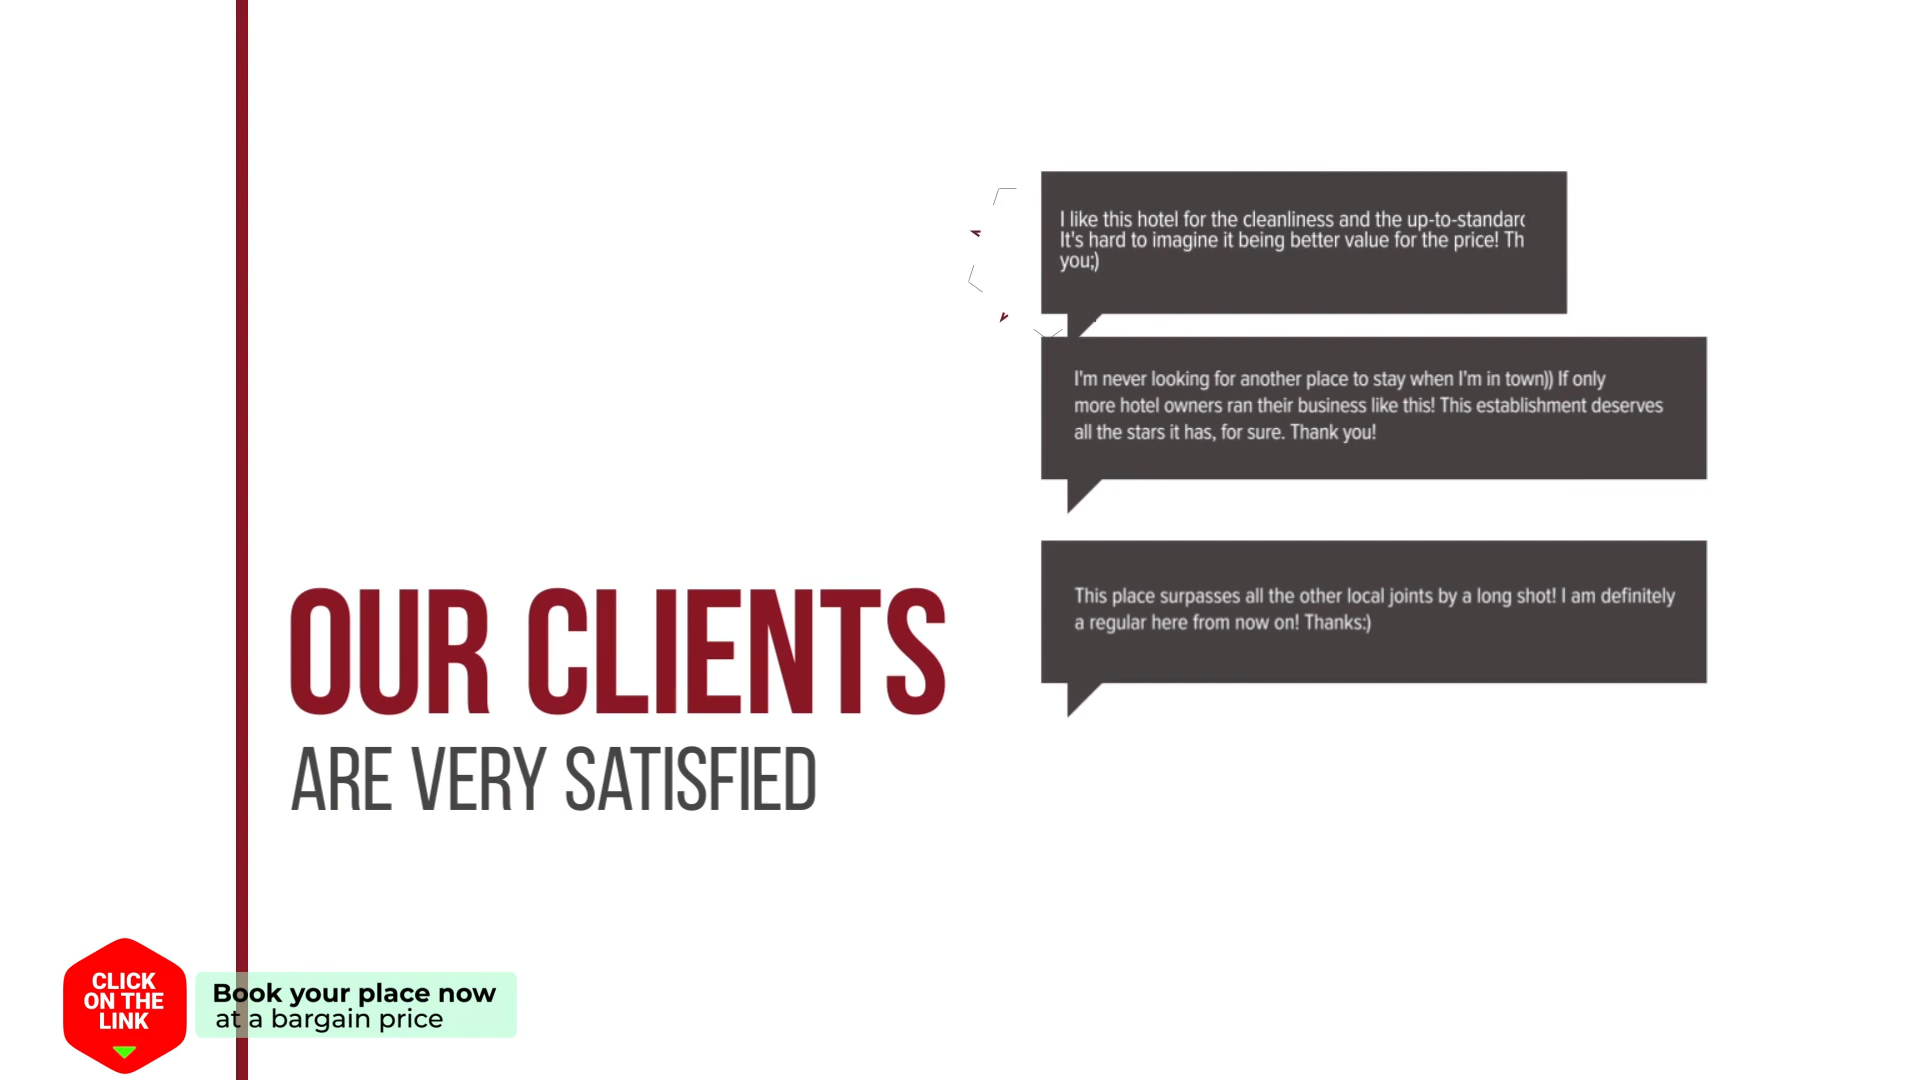 I like this hotel for the cleanliness and the up-to-standard
It's hard to imagine it being better value for the price! Th
you;)
I'm never looking for another place to stay when I'm in town)) If only
more hotel owners ran their business like this! This establishment deserves
all the stars it has, for sure. Thank you!
This place surpasses all the other local joints by a long shot! I am definitely
a regular here from now on! Thanks:)
OUR CLIENTS
ARE VERY SATISFIED
CLICK
ON THE
LINK
Book your place now
at a bargain price